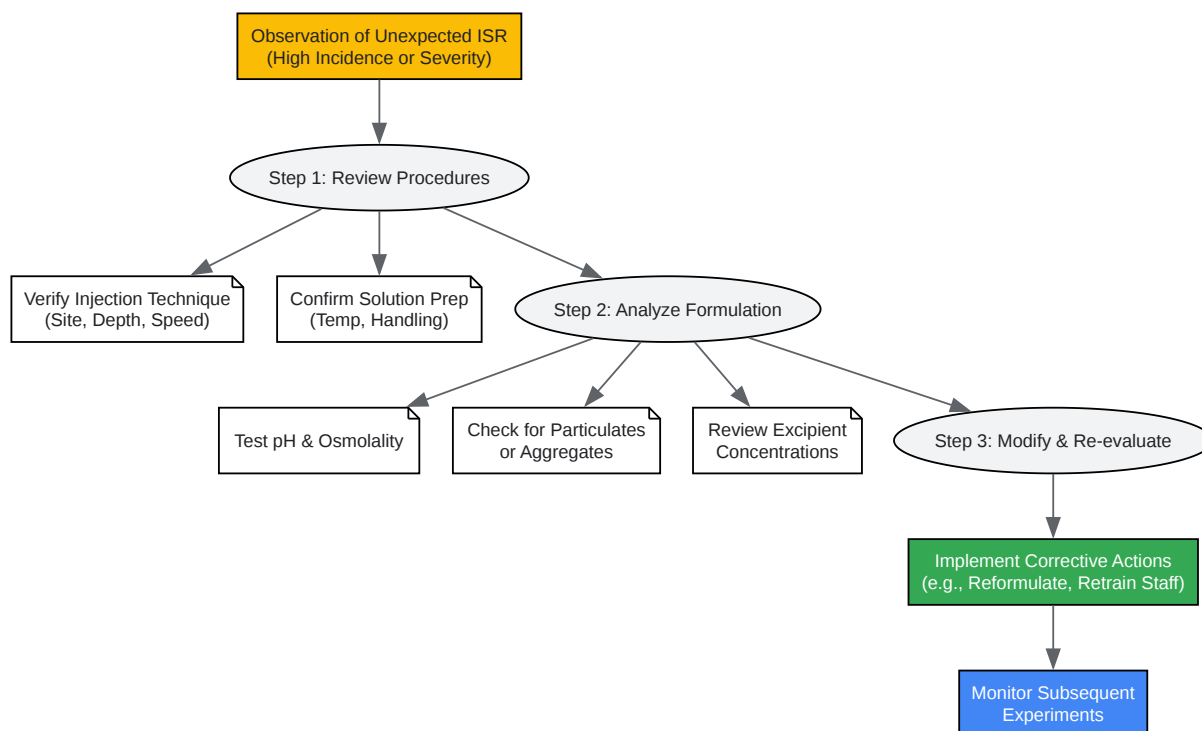 Observation of Unexpected ISR
(High Incidence or Severity)
Step 1: Review Procedures
Verify Injection Technique
(Site, Depth, Speed)
Confirm Solution Prep
(Temp, Handling)
Step 2: Analyze Formulation
Test pH & Osmolality
Check for Particulates
or Aggregates
Review Excipient
Concentrations
Step 3: Modify & Re-evaluate
Implement Corrective Actions
(e.g., Reformulate, Retrain Staff)
Monitor Subsequent
Experiments